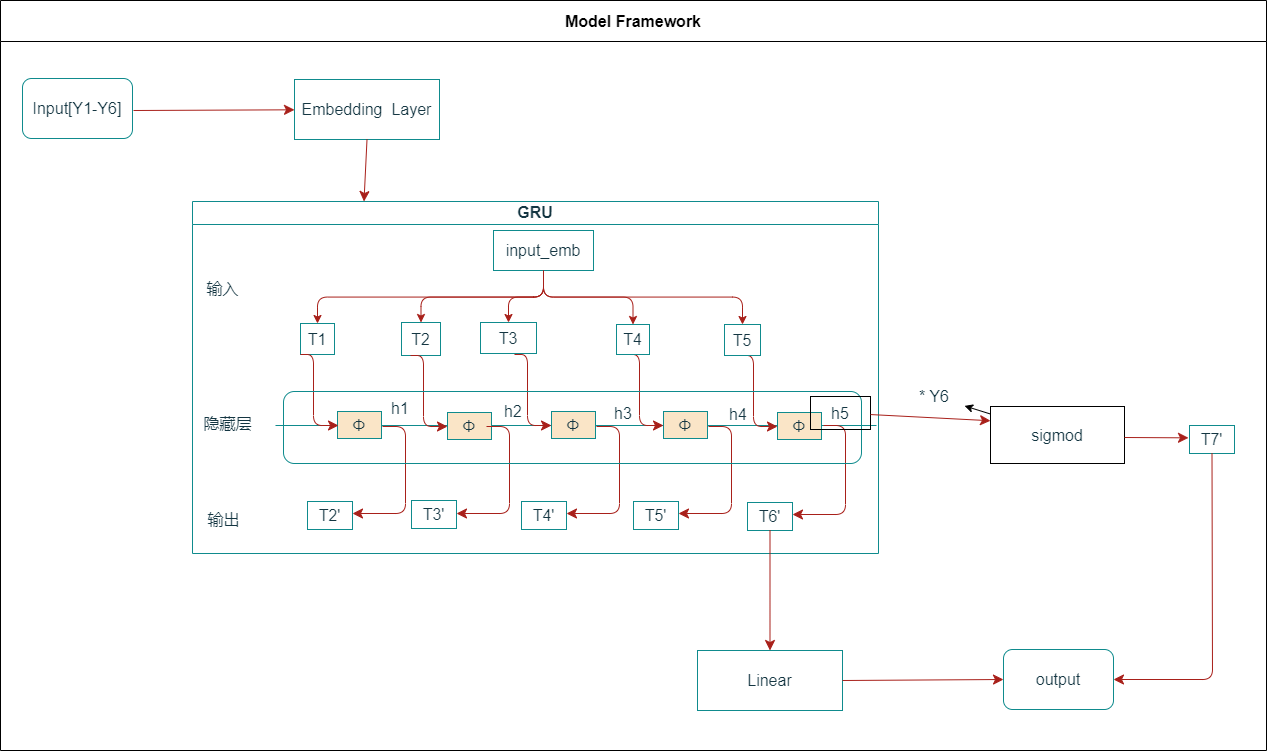 Model Framework
Input[Y1-Y6]
Embedding Layer
GRU
input_emb
输入
T1
T2
T3
T4
T5
隐藏层
Φ
h1
Φ
h2
Φ
h3
Φ
h4
Φ
h5
* Y6
sigmod
T7'
输出
T2'
T3'
T4'
T5'
T6'
Linear
output